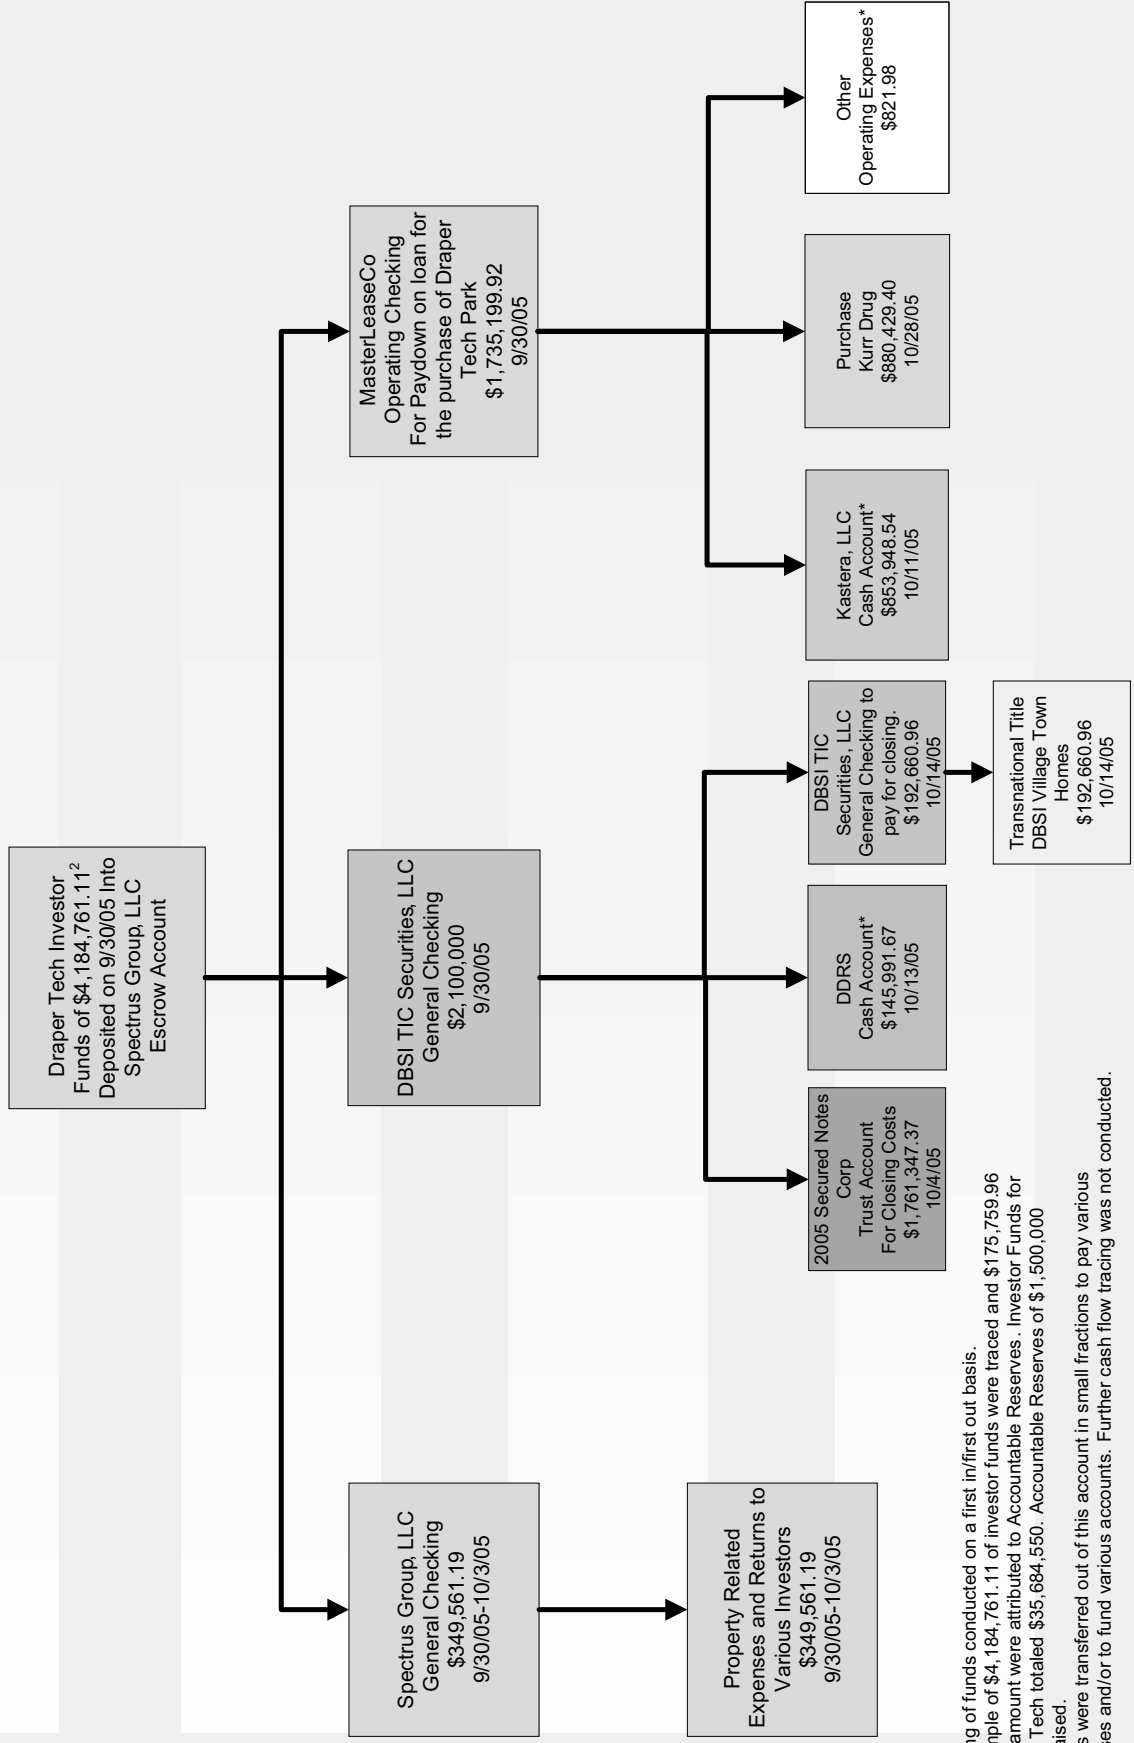 Draper Tech Investor
Funds of $4,184,761.11²
Deposited on 9/30/05 Into
Spectrus Group, LLC
Escrow Account
Spectrus Group, LLC
General Checking
$349,561.19
9/30/05-10/3/05
DBSI TIC Securities, LLC
General Checking
$2,100,000
9/30/05
MasterLeaseCo
Operating Checking
For Paydown on loan for
the purchase of Draper
Tech Park
$1,735,199.92
9/30/05
Property Related
Expenses and Returns to
Various Investors
$349,561.19
9/30/05-10/3/05
2005 Secured Notes
Corp
Trust Account
For Closing Costs
$1,761,347.37
10/4/05
DDRS
Cash Account*
$145,991.67
10/13/05
DBSI TIC
Securities, LLC
General Checking to
pay for closing.
$192,660.96
10/14/05
Kastera, LLC
Cash Account*
$853,948.54
10/11/05
Purchase
Kurr Drug
$880,429.40
10/28/05
Other
Operating Expenses*
$821.98
Transnational Title
DBSI Village Town
Homes
$192,660.96
10/14/05
of funds conducted on a first in/first out basis.
of $4,184,761.11 of investor funds were traced and $175,759.96
amount were attributed to Accountable Reserves. Investor Funds for
Tech totaled $35,684,550. Accountable Reserves of $1,500,000
were transferred out of this account in small fractions to pay various
and/or to fund various accounts. Further cash flow tracing was not conducted.